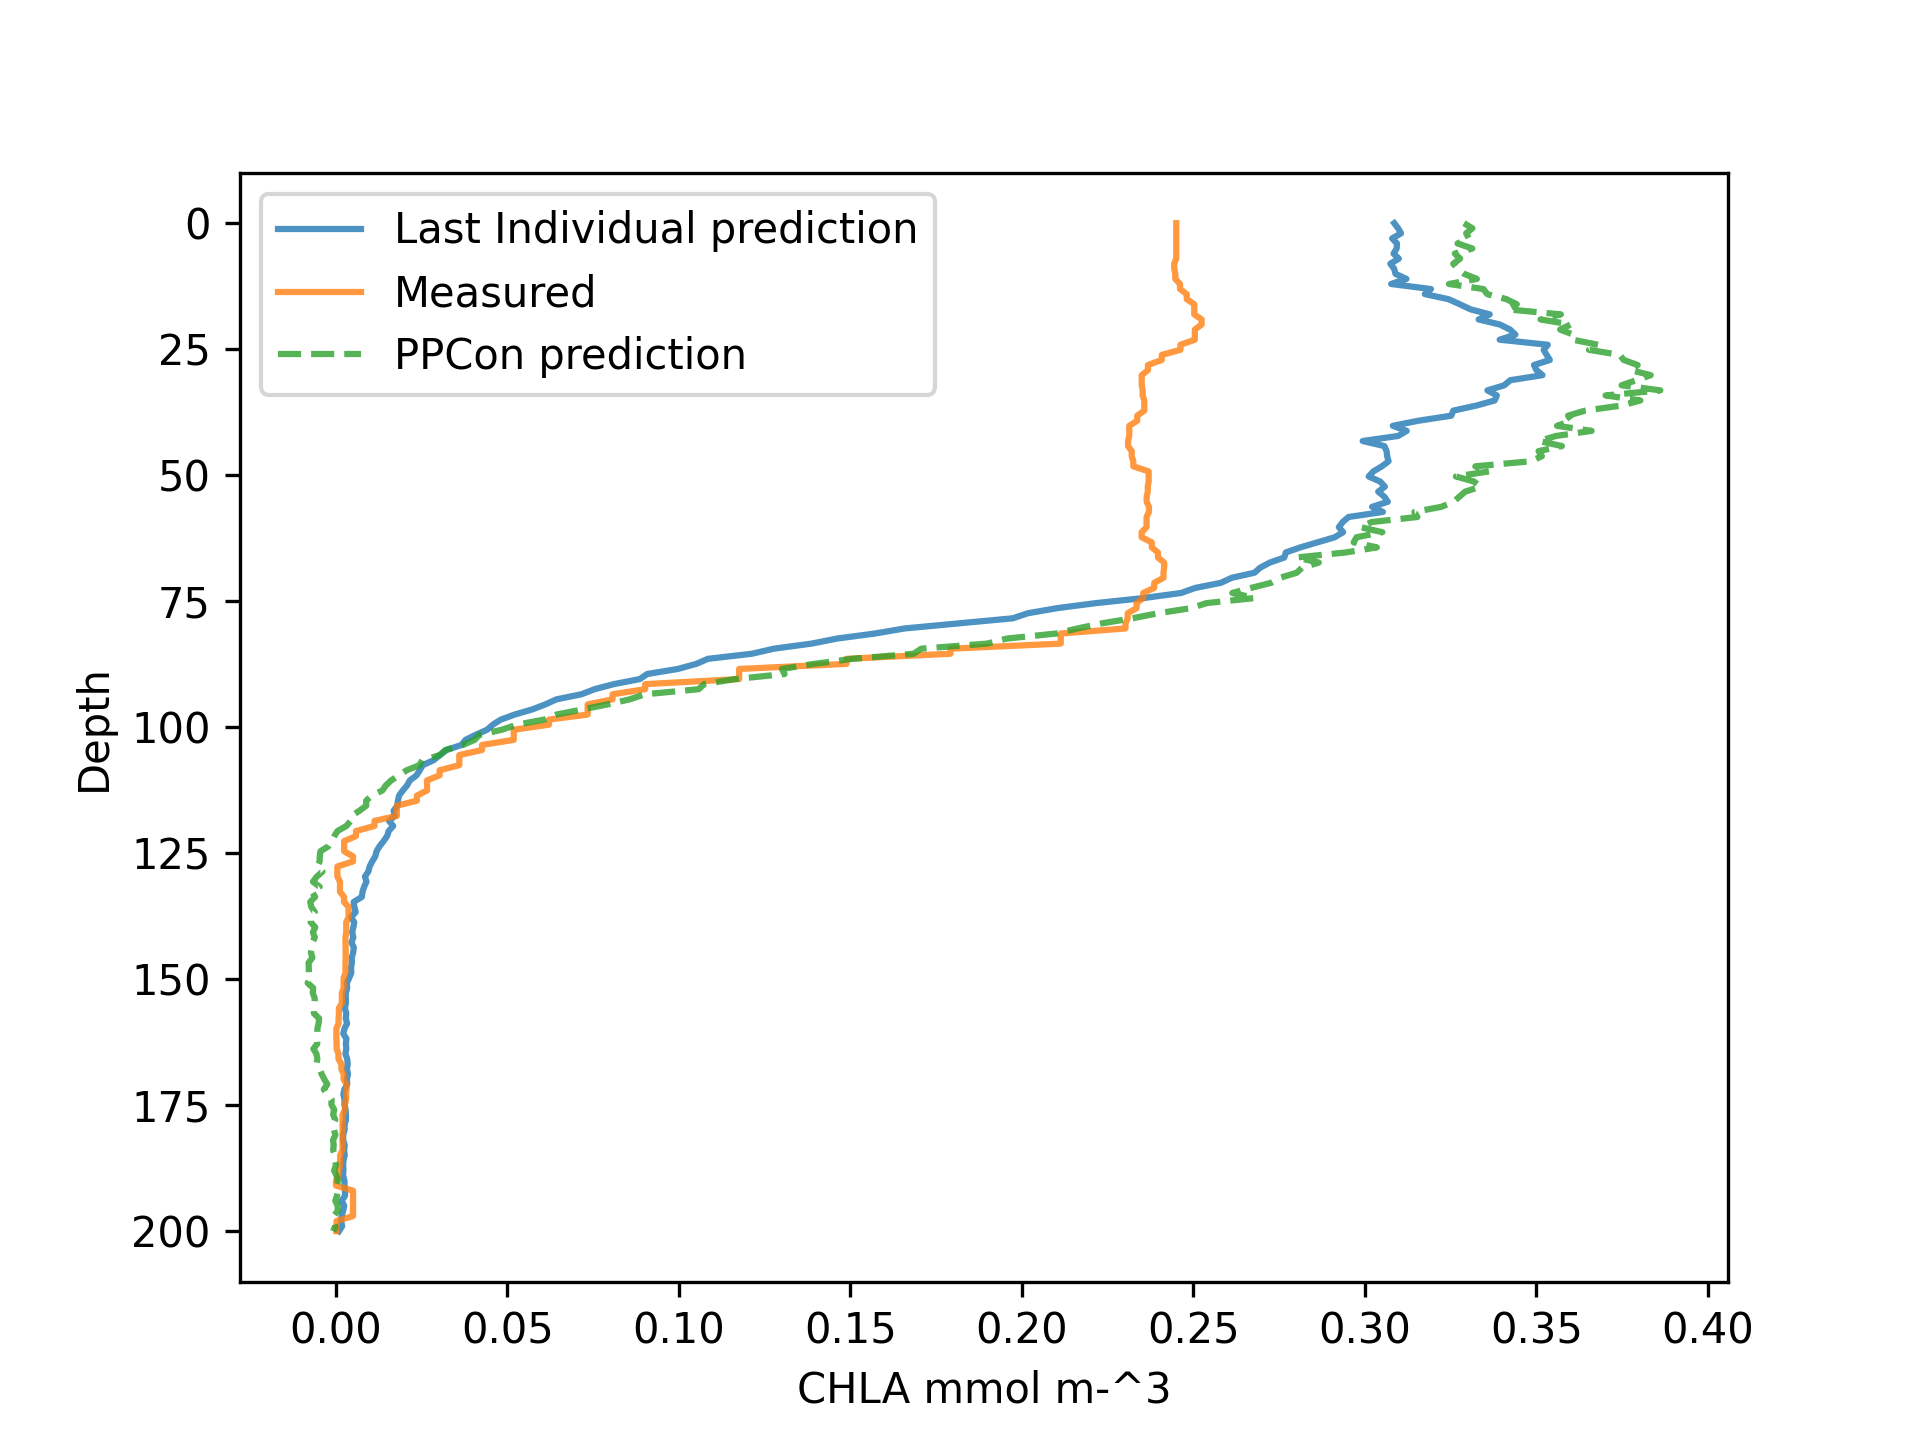 Last Individual prediction
Measured
PPCon prediction
0
25
50
75
100
125
150
175
200
Depth
0.00 0.05 0.10 0.15 0.20 0.25 0.30 0.35 0.40
CHLA mmol m-^3